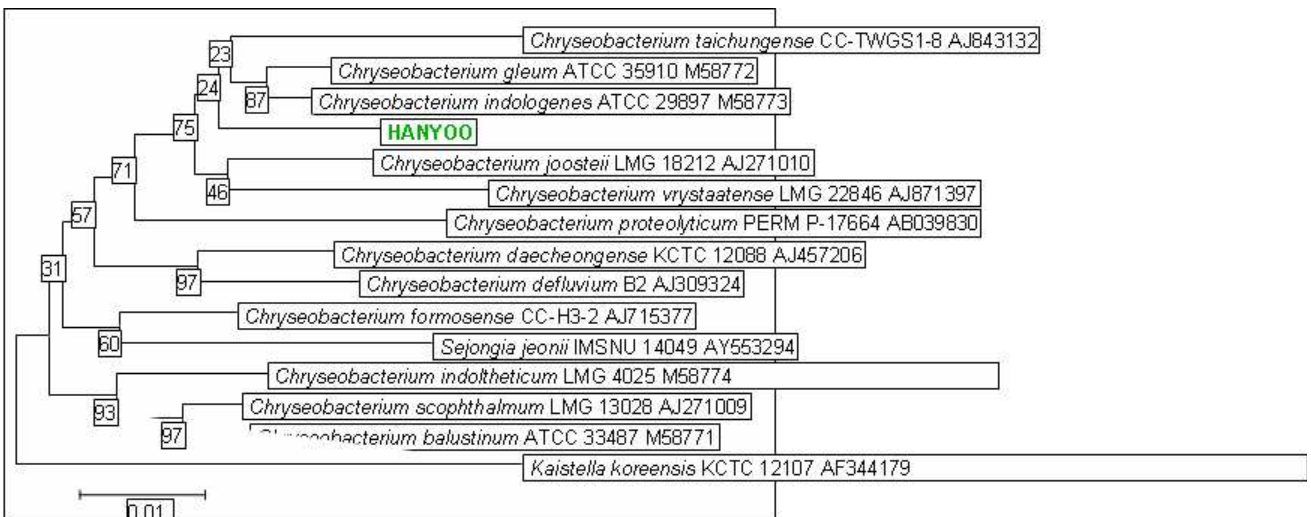 23
Chryseobacterium taichungense CC-TWGS1-8 AJ843132
Chryseobacterium gleum ATCC 35910 M58772
24
87
Chryseobacterium indologenes ATCC 29897 M58773
75
HANYOO
71
Chryseobacterium joosteii LMG 18212 AJ271010
46
Chryseobacterium vrystaatense LMG 22846 AJ871397
57
Chryseobacterium proteolyticum PERM P-17664 AB039830
Chryseobacterium daecheongense KCTC 12088 AJ457206
31
97
Chryseobacterium defluvium B2 AJ309324
Chryseobacterium formosense CC-H3-2 AJ715377
60
Sejongia jeonii IMSNU 14049 AY553294
Chryseobacterium indoltheticum LMG 4025 M58774
93
Chryseobacterium scophthalmum LMG 13028 AJ271009
97
Chryseobacterium balustinum ATCC 33487 M58771
Kaistella koreensis KCTC 12107 AF344179
0.01